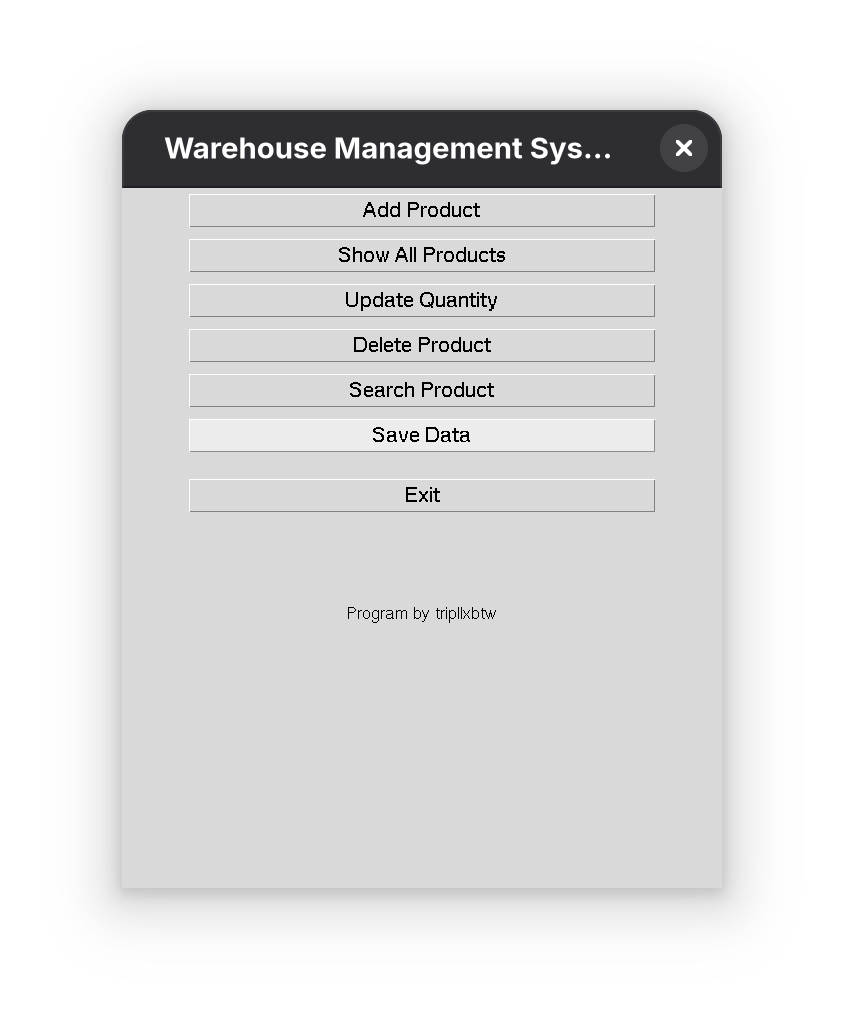 Warehouse Management Sys...
Add Product
Show All Products
Update Quantity
Delete Product
Search Product
Save Data
Exit
Program by tripllxbtw